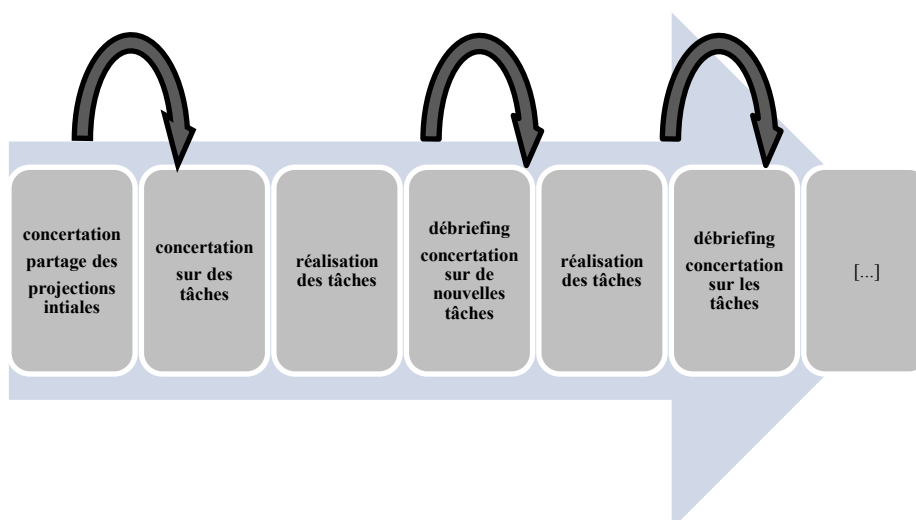 concertation
partage des
projections
intiales
concertation
sur des
tâches
réalisation
des tâches
débriefing
concertation
sur de
nouvelles
tâches
réalisation
des tâches
débriefing
concertation
sur les
tâches
[...]